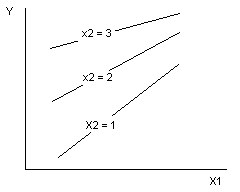 Y
x2 = 3
x2 = 2
X2 = 1
X1